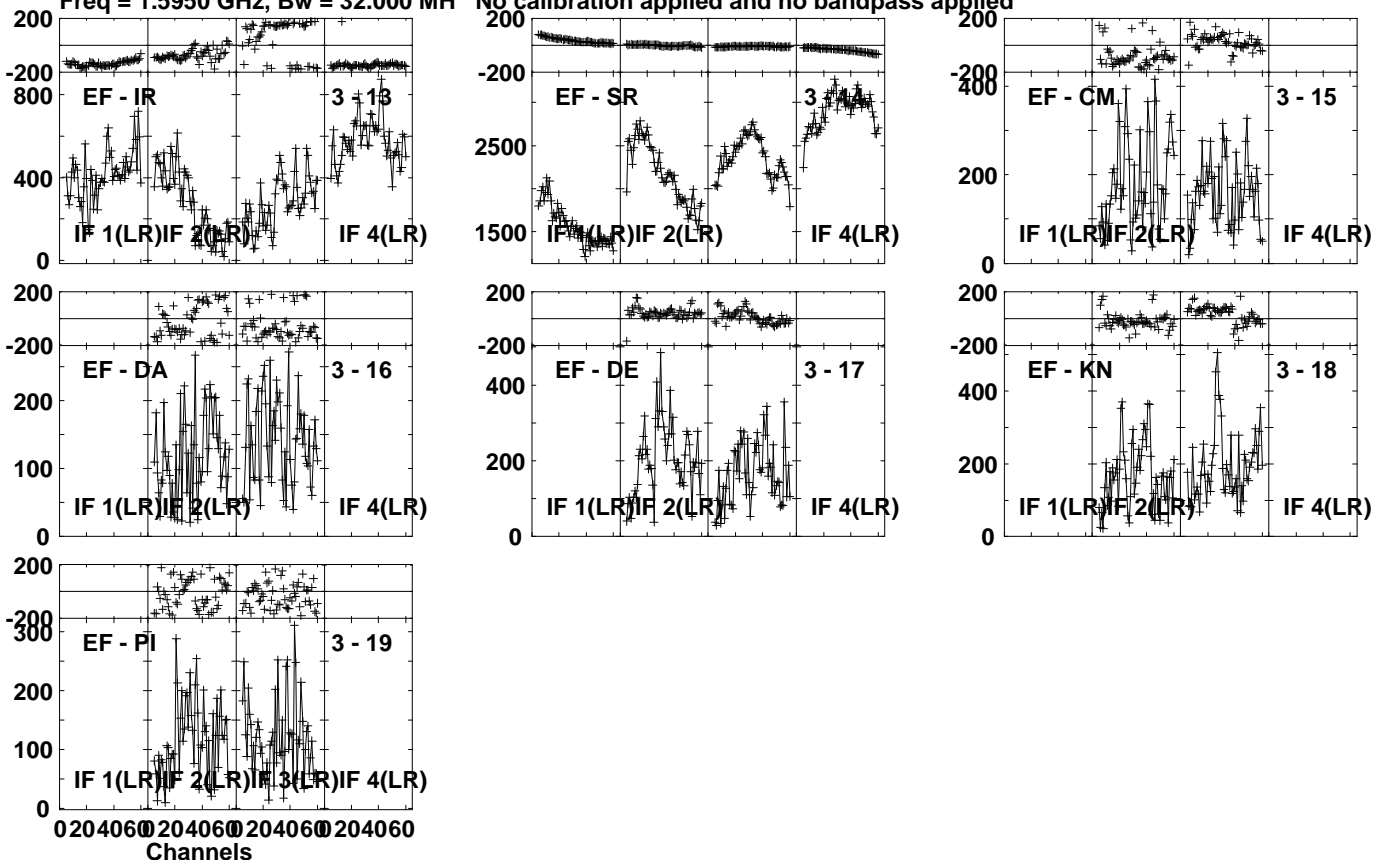 Freq = 1.5950 GHz, Bw = 32.000 MH No calibration applied and no bandpass applied
200
-200
800
400
0
EF - IR
3 - 13
IF 1(LR)IF 2(LR)
IF 4(LR)
2500
1500
EF - SR
3 - 14
IF 1(LR)IF 2(LR)
IF 4(LR)
200
-200
400
200
0
EF - CM
3 - 15
IF 1(LR)IF 2(LR)
IF 4(LR)
200
-200
200
100
0
EF - DA
3 - 16
IF 1(LR)IF 2(LR)
IF 4(LR)
200
-200
400
200
0
EF - DE
3 - 17
IF 1(LR)IF 2(LR)
IF 4(LR)
200
-200
400
200
0
EF - KN
3 - 18
IF 1(LR)IF 2(LR)
IF 4(LR)
200
-200
300
200
100
0
EF - PI
3 - 19
IF 1(LR)IF 2(LR)IF 3(LR)IF 4(LR)
0204060 0204060 0204060 0204060
Channels
200
-200